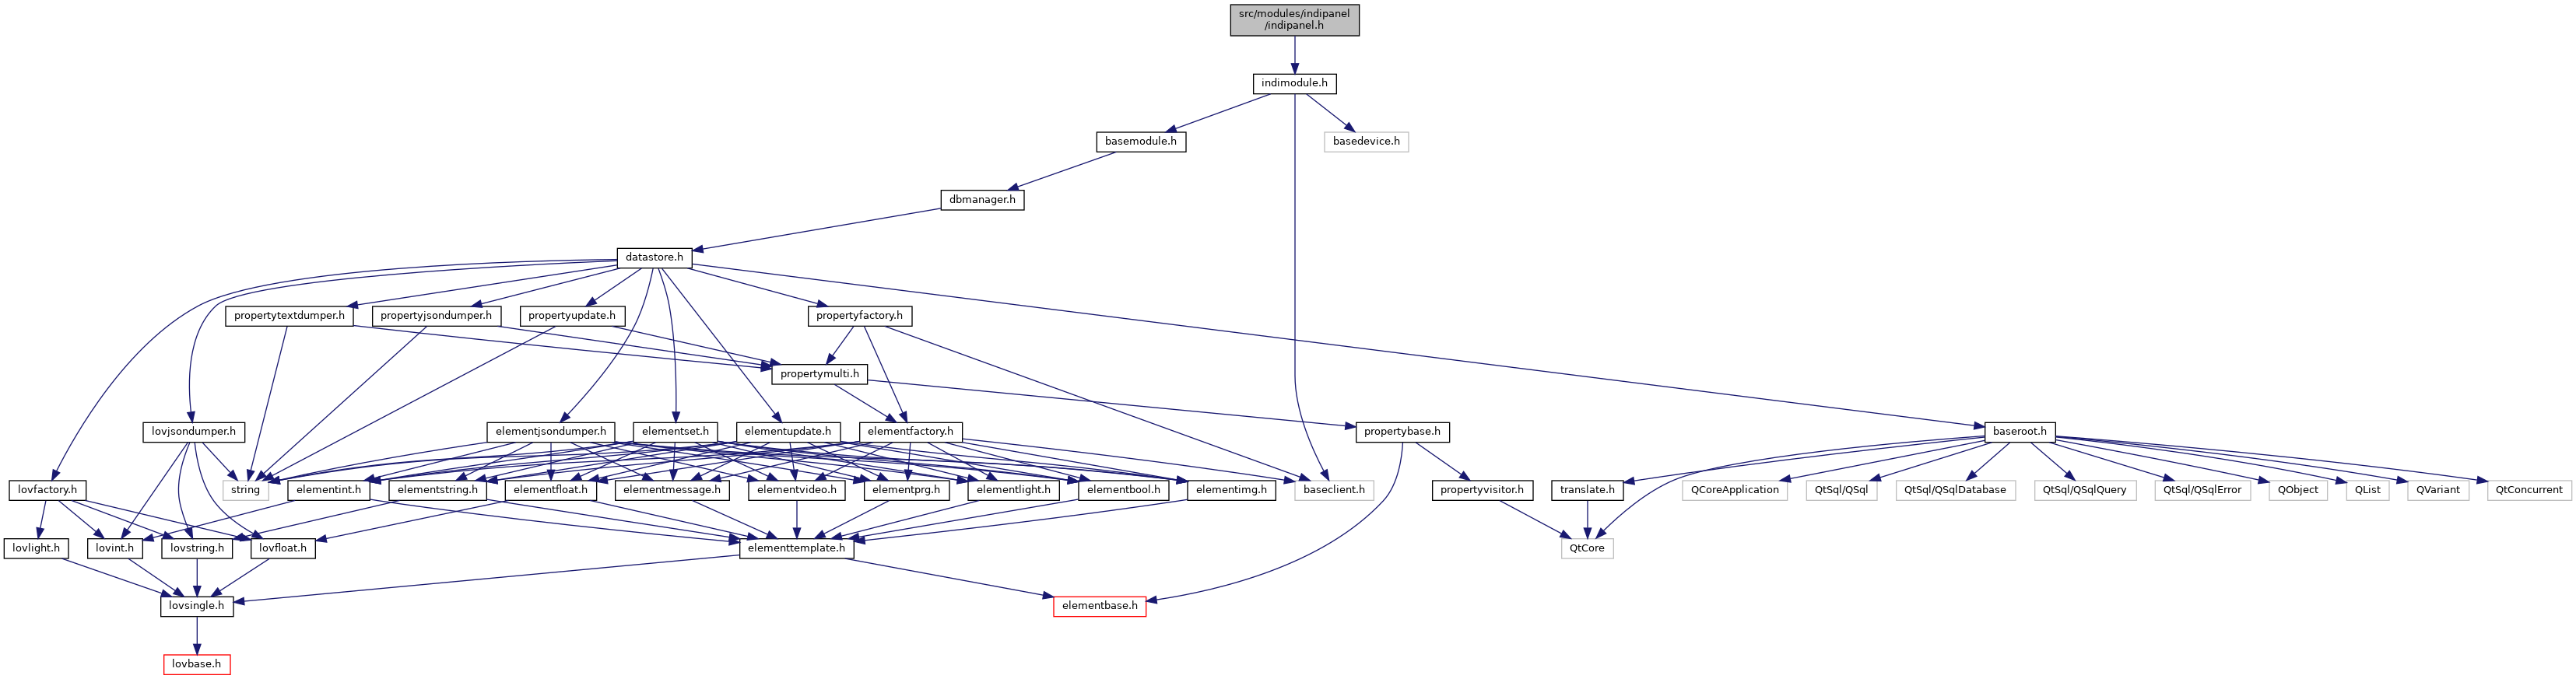 src/modules/indipanel
/indipanel.h
indimodule.h
basemodule.h
basedevice.h
dbmanager.h
datastore.h
propertytextdumper.h
propertyjsondumper.h
propertyupdate.h
propertyfactory.h
propertymulti.h
lovjsondumper.h
elementjsondumper.h
elementset.h
elementupdate.h
elementfactory.h
propertybase.h
baseroot.h
lovfactory.h
string
elementint.h
elementstring.h
elementfloat.h
elementmessage.h
elementvideo.h
elementprg.h
elementlight.h
elementbool.h
elementimg.h
baseclient.h
propertyvisitor.h
translate.h
QCoreApplication
QtSql/QSql
QtSql/QSqlDatabase
QtSql/QSqlQuery
QtSql/QSqlError
QObject
QList
QVariant
QtConcurrent
lovlight.h
lovint.h
lovstring.h
lovfloat.h
elementtemplate.h
QtCore
lovsingle.h
elementbase.h
lovbase.h